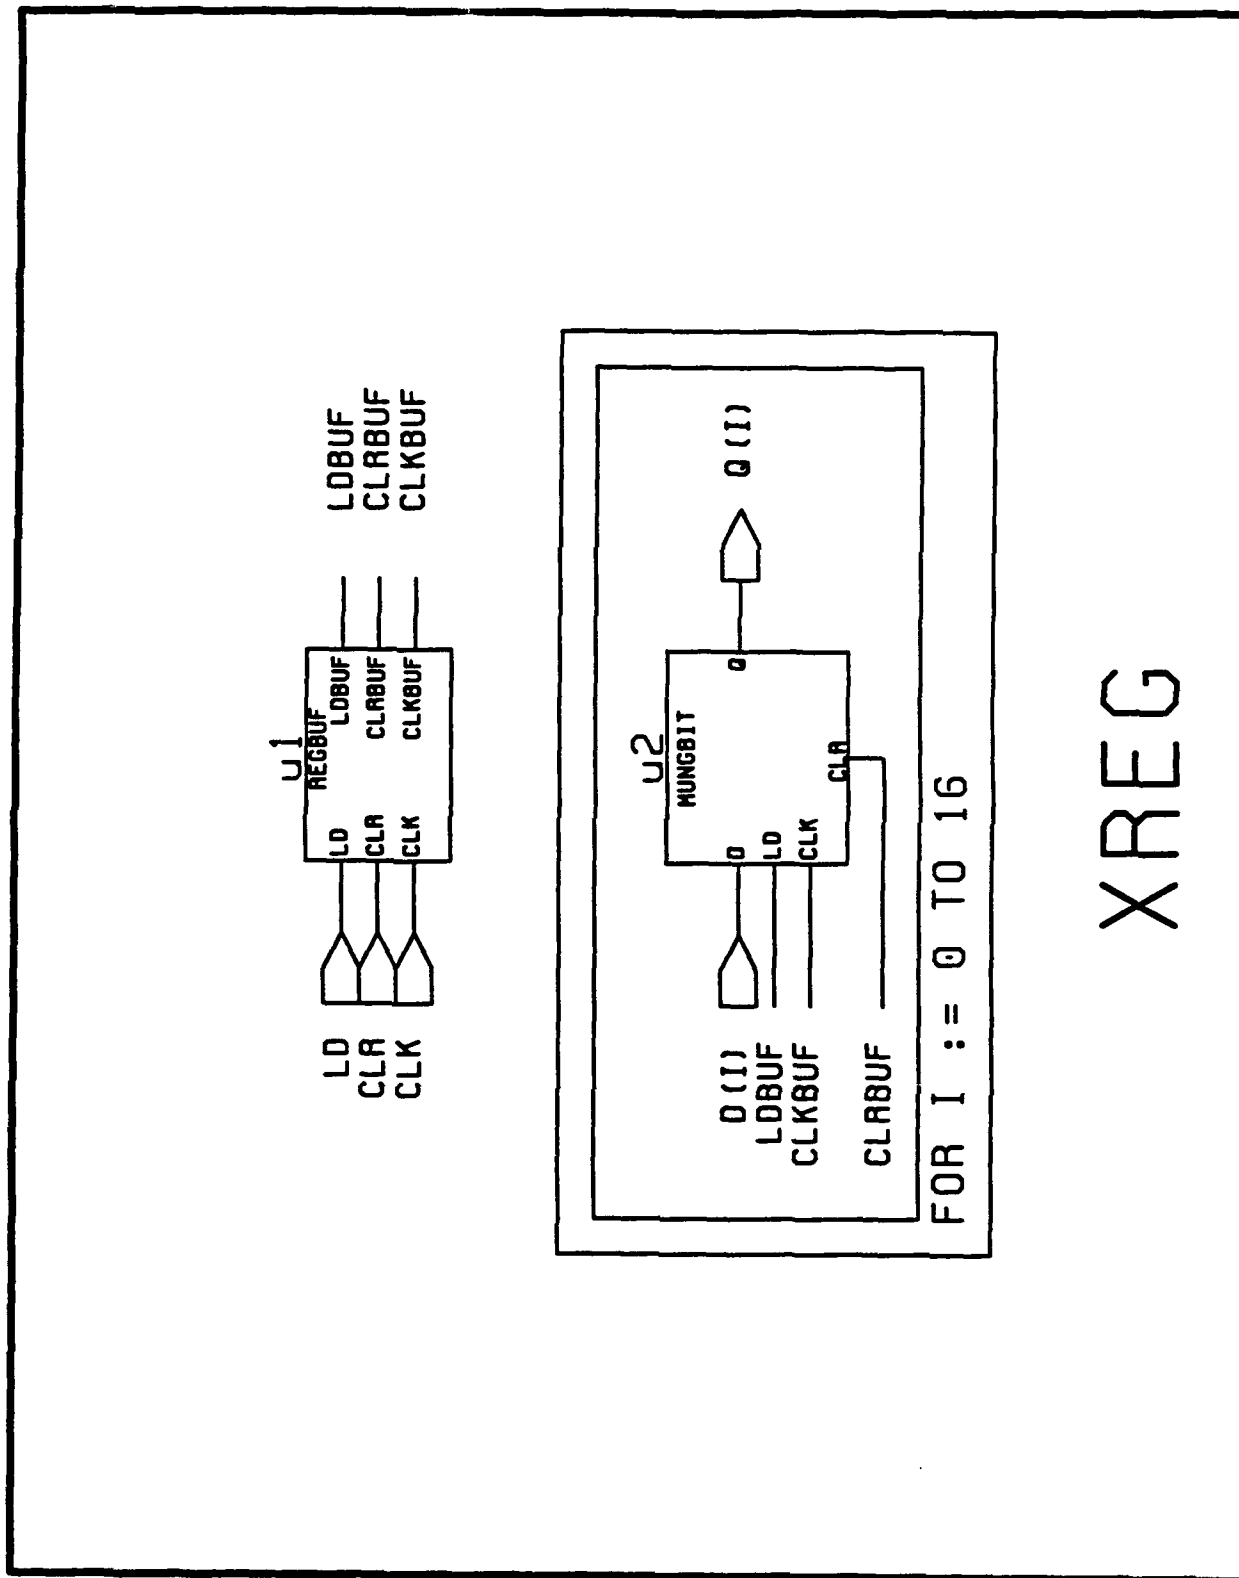 u1
REGBUF
LD LD LDBUF LDBUF
CLR CLR CLRBUF CLRBUF
CLK CLK CLKBUF CLKBUF
u2
MUNGBIT
D(I) D Q Q(I)
LDBUF LD
CLKBUF CLK
CLR
CLRBUF
FOR I := 0 TO 16
XREG